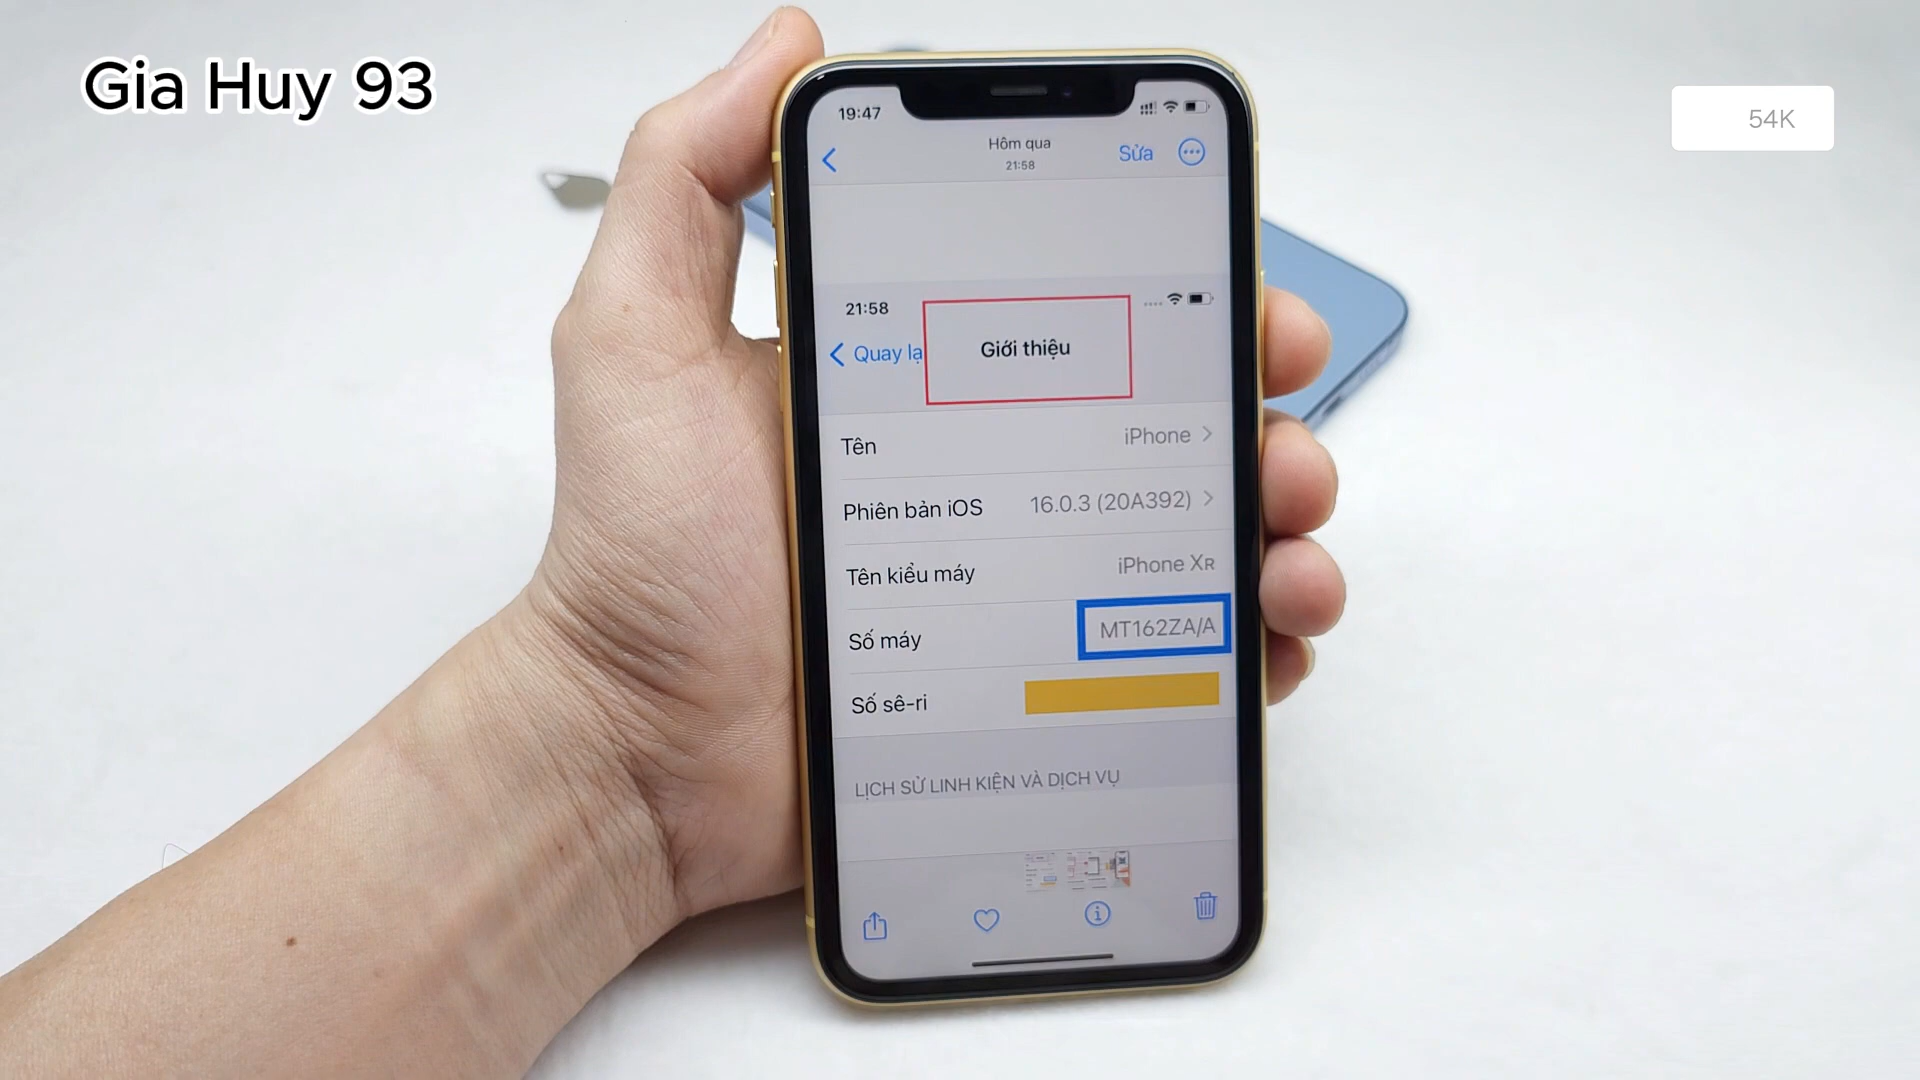 Gia Huy 93
54K
19:47
Hôm qua
21:58
Sửa
21:58
Quay lạ
Giới thiệu
Tên
iPhone
Phiên bản iOS
16.0.3 (20A392)
Tên kiểu máy
iPhone XR
Số máy
MT162ZA/A
Số sê-ri
LỊCH SỬ LINH KIỆN VÀ DỊCH VỤ